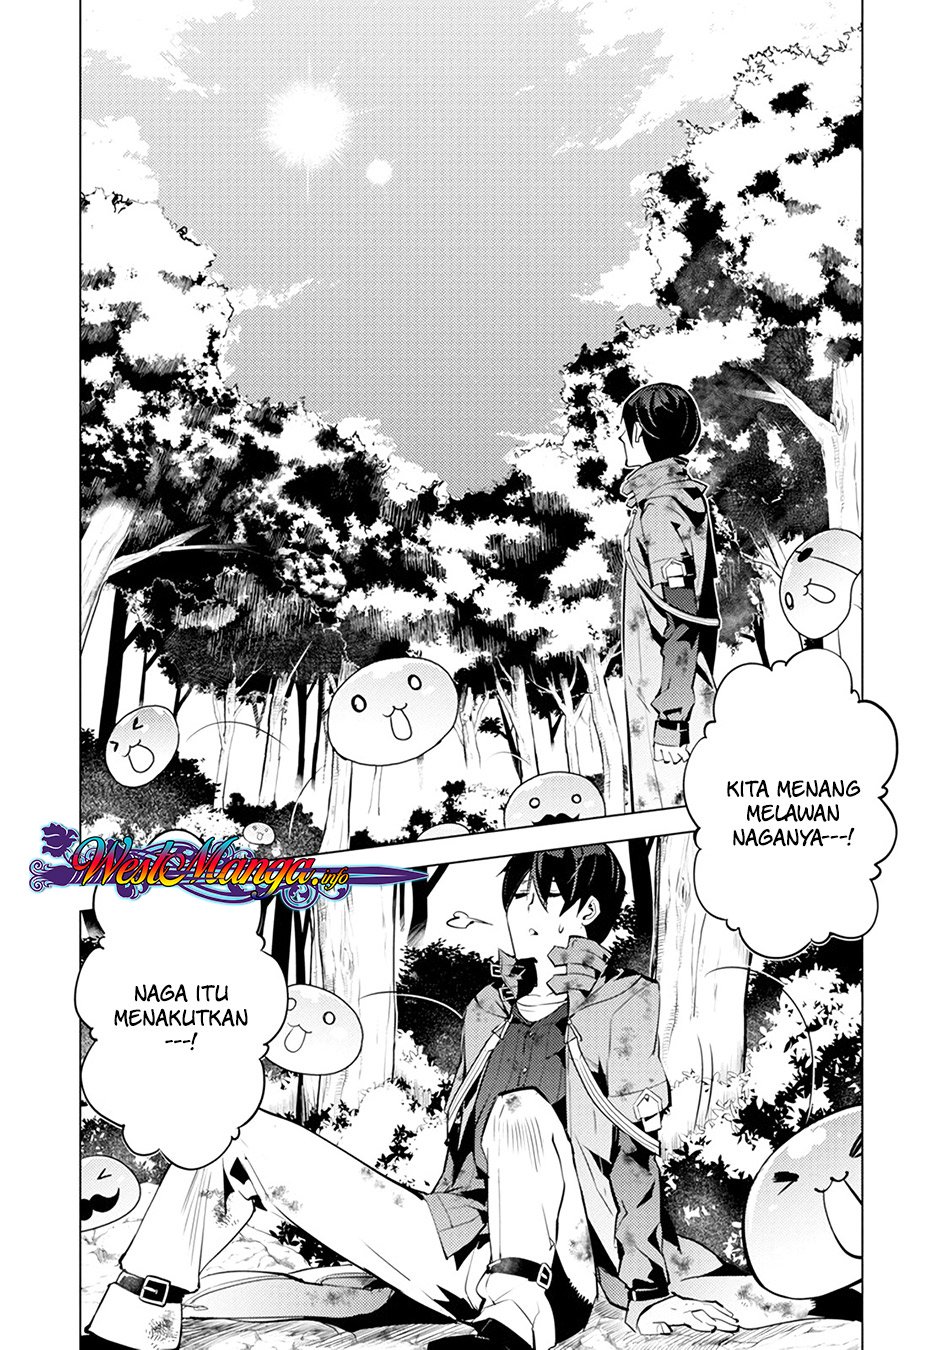 KITA MENANG
MELAWAN
NAGANYA---!
WestManga.info
NAGA ITU
MENAKUTKAN
---!